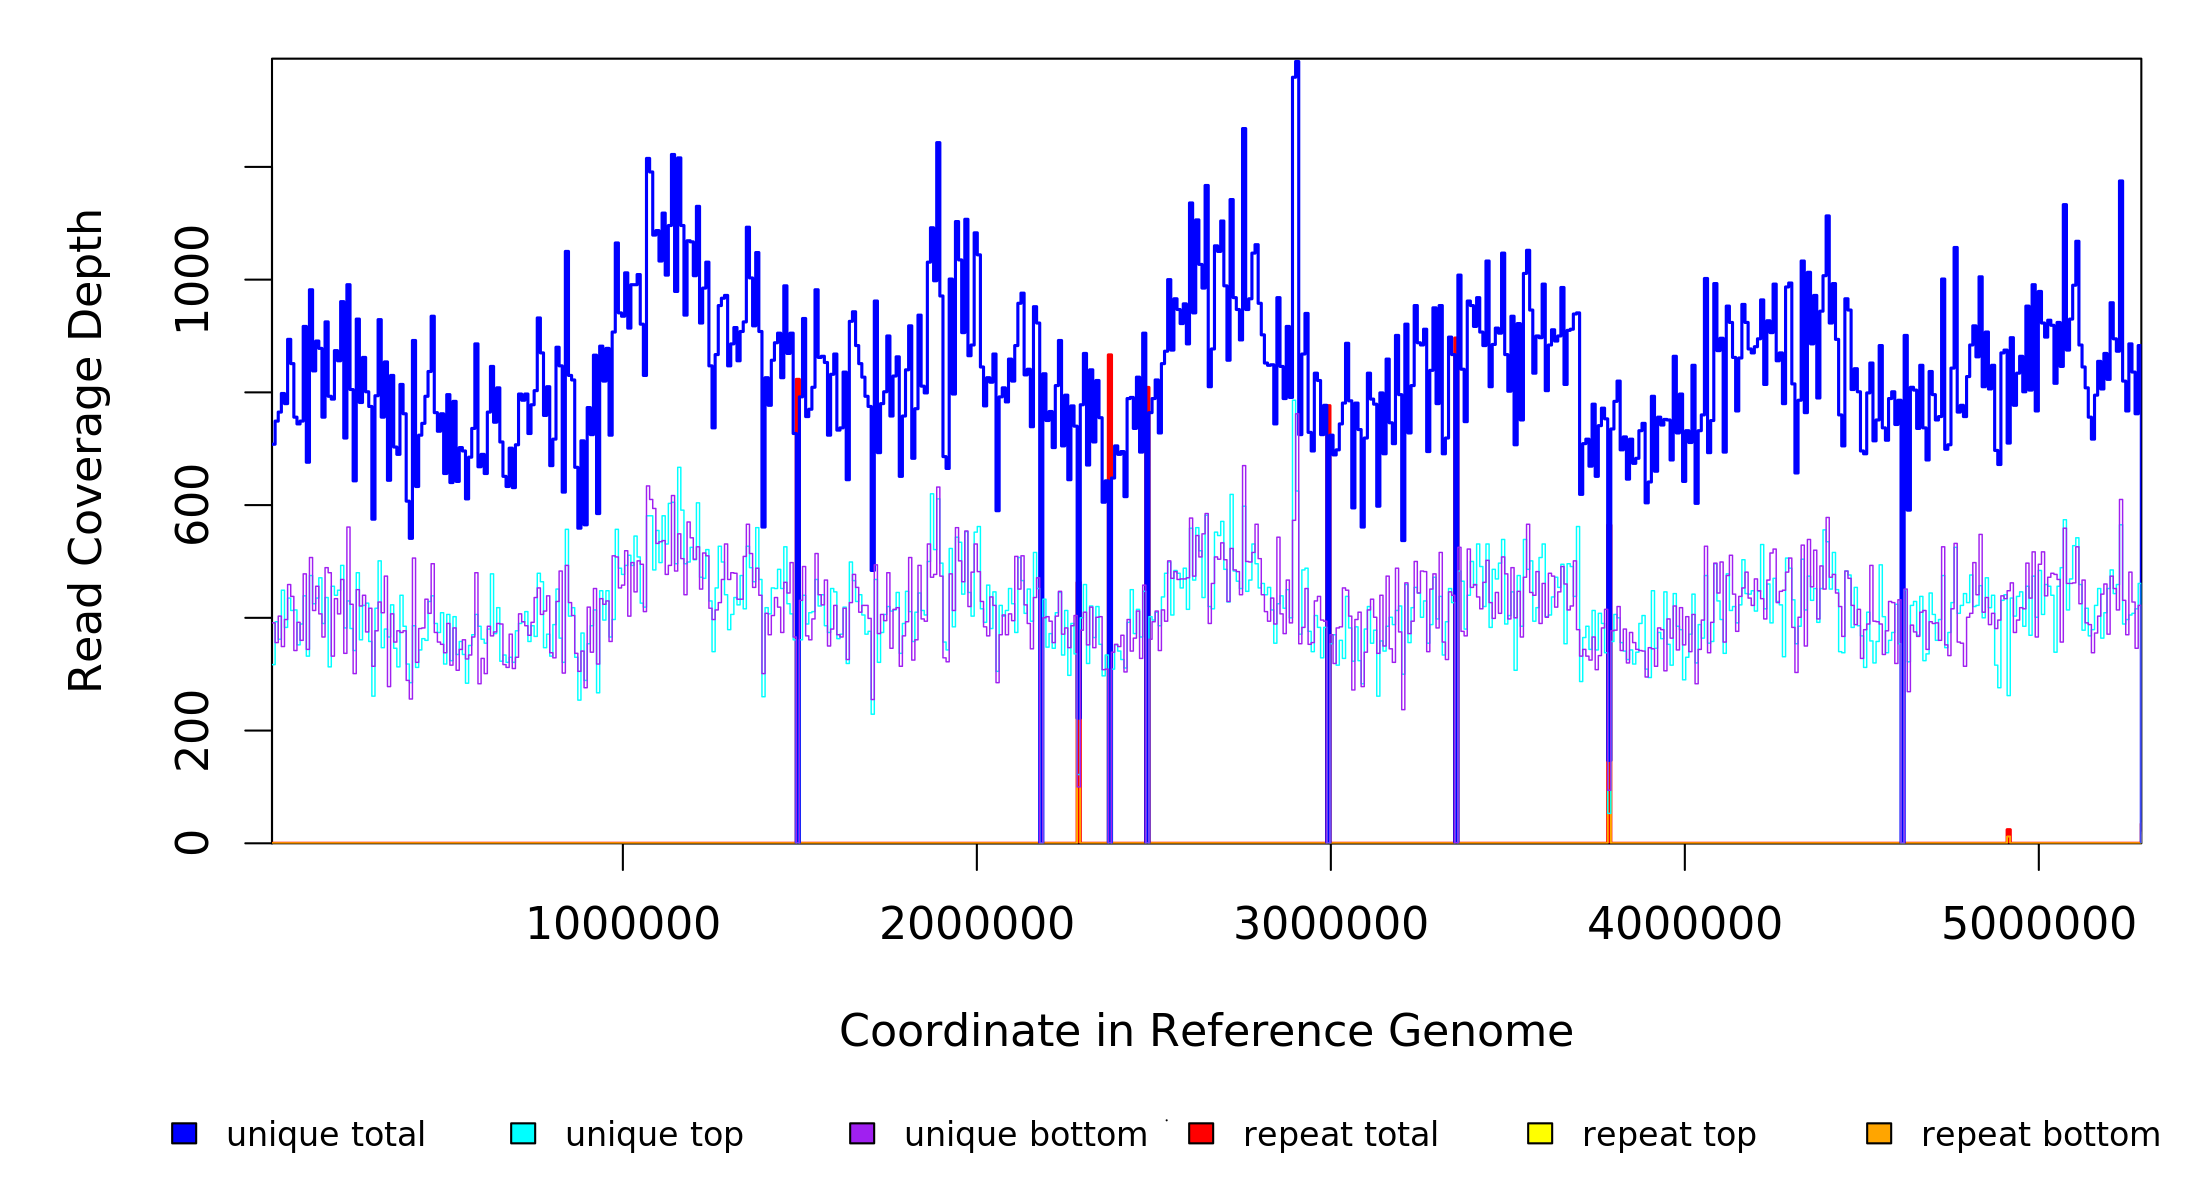 Read Coverage Depth
1000
600
200
0
1000000 2000000 3000000 4000000 5000000
Coordinate in Reference Genome
unique total unique top unique bottom repeat total repeat top repeat bottom